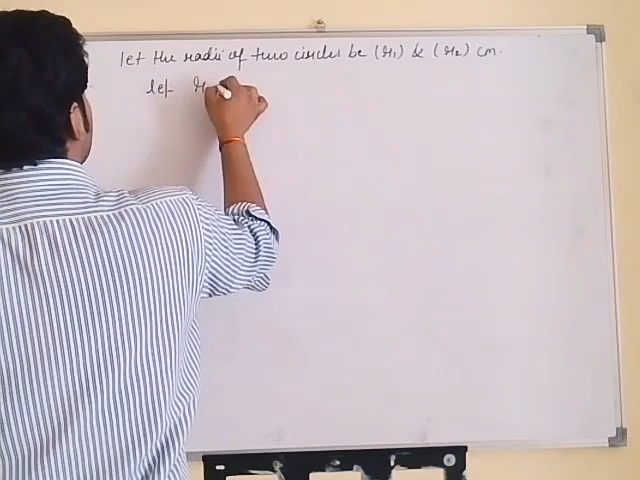 let the radii of two circles be (r₁) & (r₂) cm.
let r